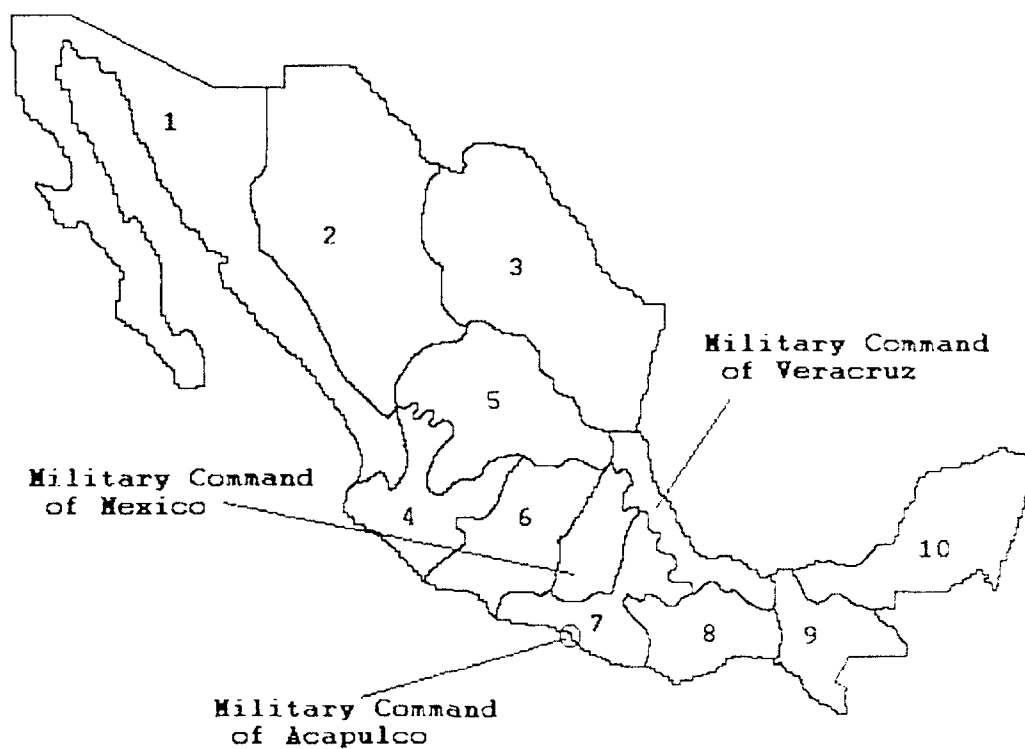 1
2
3
Military Command
of Veracruz
5
Military Command
of Mexico
4
6
10
7
8
9
Military Command
of Acapulco